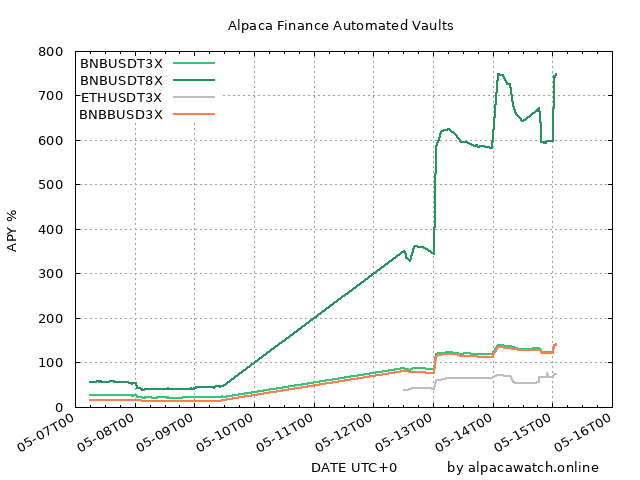 Alpaca Finance Automated Vaults
800
700
600
500
400
300
200
100
0
APY %
BNBUSDT3X
BNBUSDT8X
ETHUSDT3X
BNBBUSD3X
05-07T00
05-08T00
05-09T00
05-10T00
05-11T00
05-12T00
05-13T00
05-14T00
05-15T00
05-16T00
DATE UTC+0
by alpacawatch.online